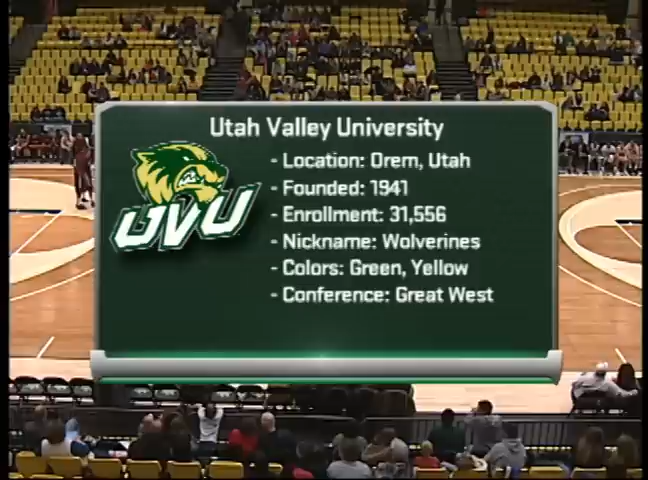 Utah Valley University
- Location: Orem, Utah
- Founded: 1941
- Enrollment: 31,556
- Nickname: Wolverines
- Colors: Green, Yellow
- Conference: Great West
UVU